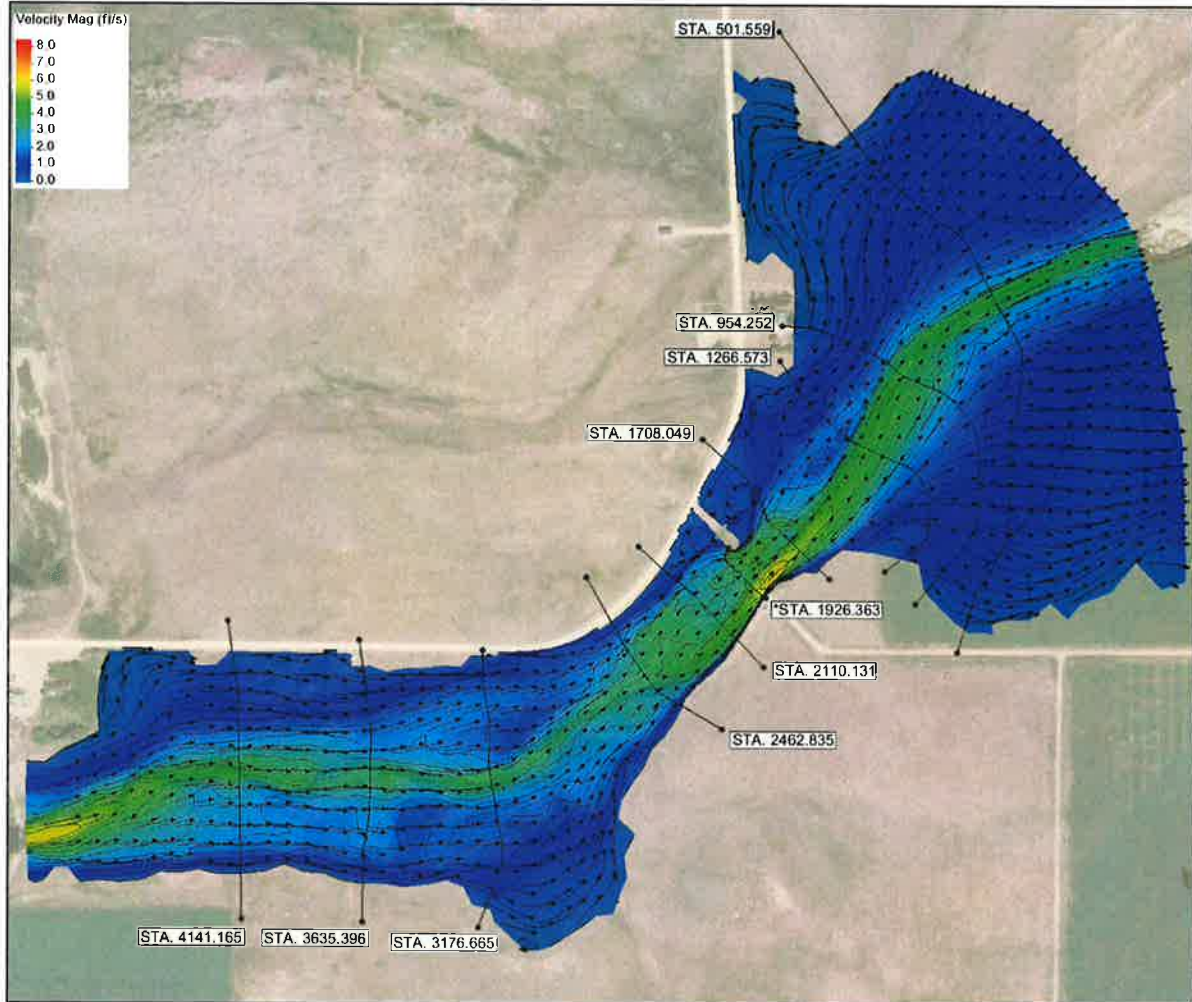 Velocity Mag (ft/s)
8.0
7.0
6.0
5.0
4.0
3.0
2.0
1.0
0.0
STA. 501.559
STA. 954.252
STA. 1266.573
STA. 1708.049
*STA. 1926.363
STA. 2110.131
STA. 2462.835
STA. 4141.165
STA. 3635.396
STA. 3176.665